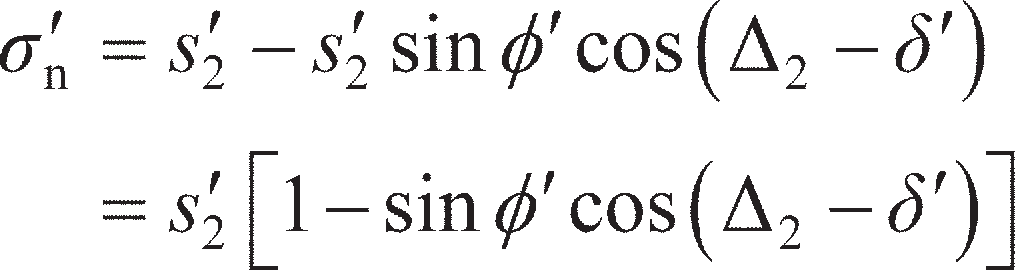 σ′ₙ = s′₂ − s′₂ sin ϕ′ cos(Δ₂ − δ′)
= s′₂[1 − sin ϕ′ cos(Δ₂ − δ′)]